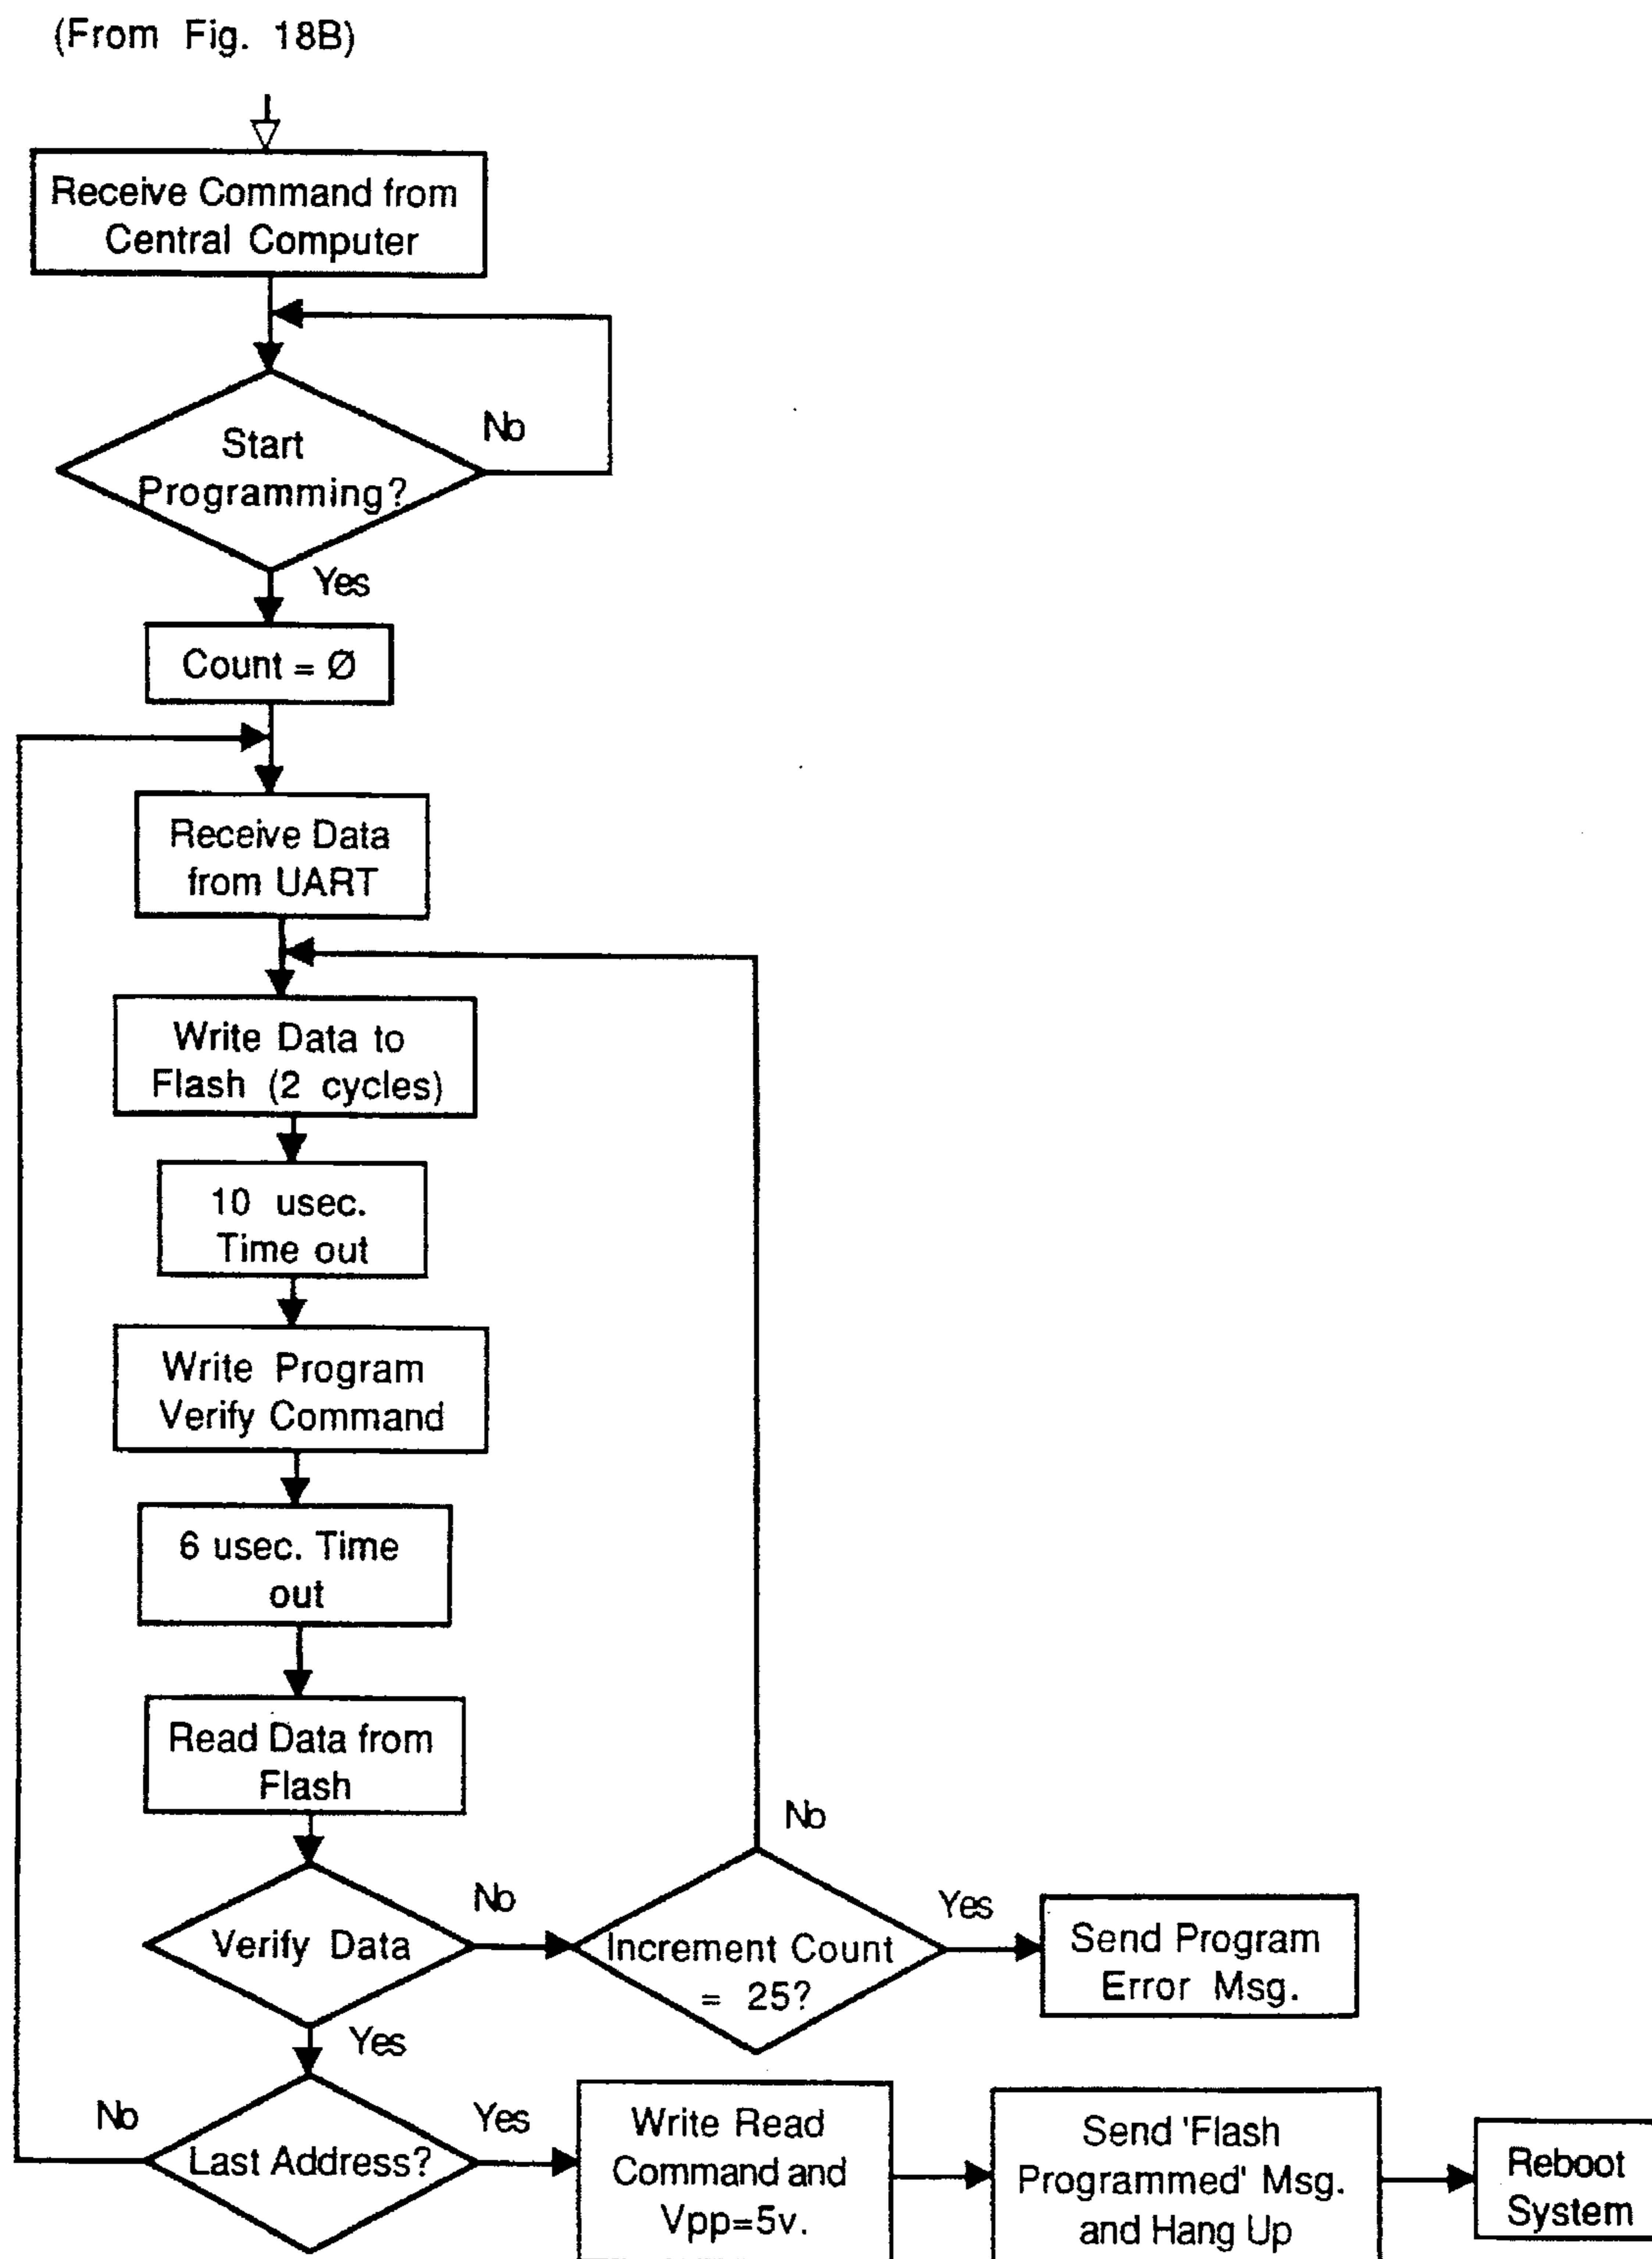 (From Fig. 18B)
Receive Command from
Central Computer
Start
Programming?
No
Yes
Count = Ø
Receive Data
from UART
Write Data to
Flash (2 cycles)
10 usec.
Time out
Write Program
Verify Command
6 usec. Time
out
Read Data from
Flash
Verify Data
No
Increment Count
= 25?
No
Yes
Send Program
Error Msg.
Yes
Last Address?
No
Yes
Write Read
Command and
Vpp=5v.
Send 'Flash
Programmed' Msg.
and Hang Up
Reboot
System